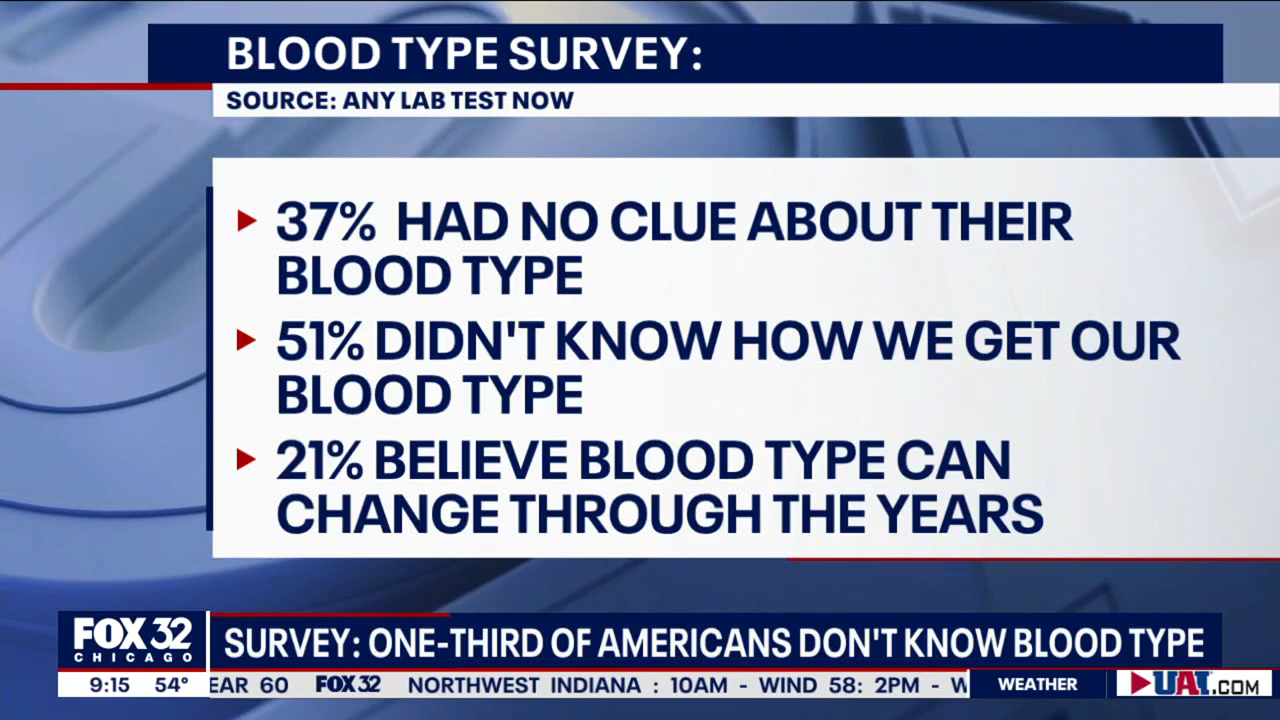 BLOOD TYPE SURVEY:
SOURCE: ANY LAB TEST NOW
37% HAD NO CLUE ABOUT THEIR
BLOOD TYPE
51% DIDN'T KNOW HOW WE GET OUR
BLOOD TYPE
21% BELIEVE BLOOD TYPE CAN
CHANGE THROUGH THE YEARS
FOX 32
CHICAGO
SURVEY: ONE-THIRD OF AMERICANS DON'T KNOW BLOOD TYPE
9:15 54° EAR 60 FOX 32 NORTHWEST INDIANA : 10AM - WIND 58: 2PM - W WEATHER .COM